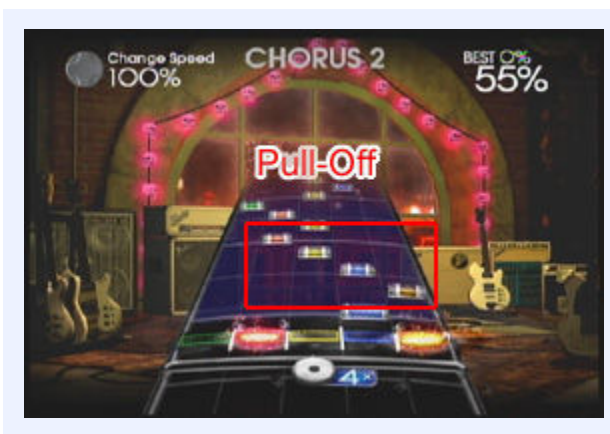 Change Speed
100%
CHORUS 2
BEST 0%
55%
Pull-Off
4x